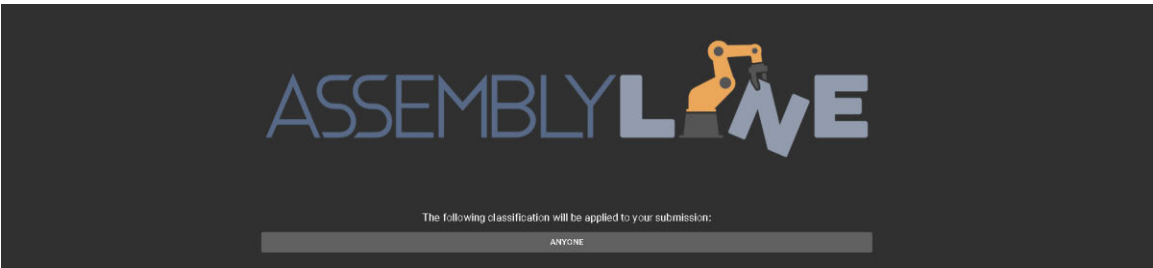 ASSEMBLYLINE
The following classification will be applied to your submission:
ANYONE